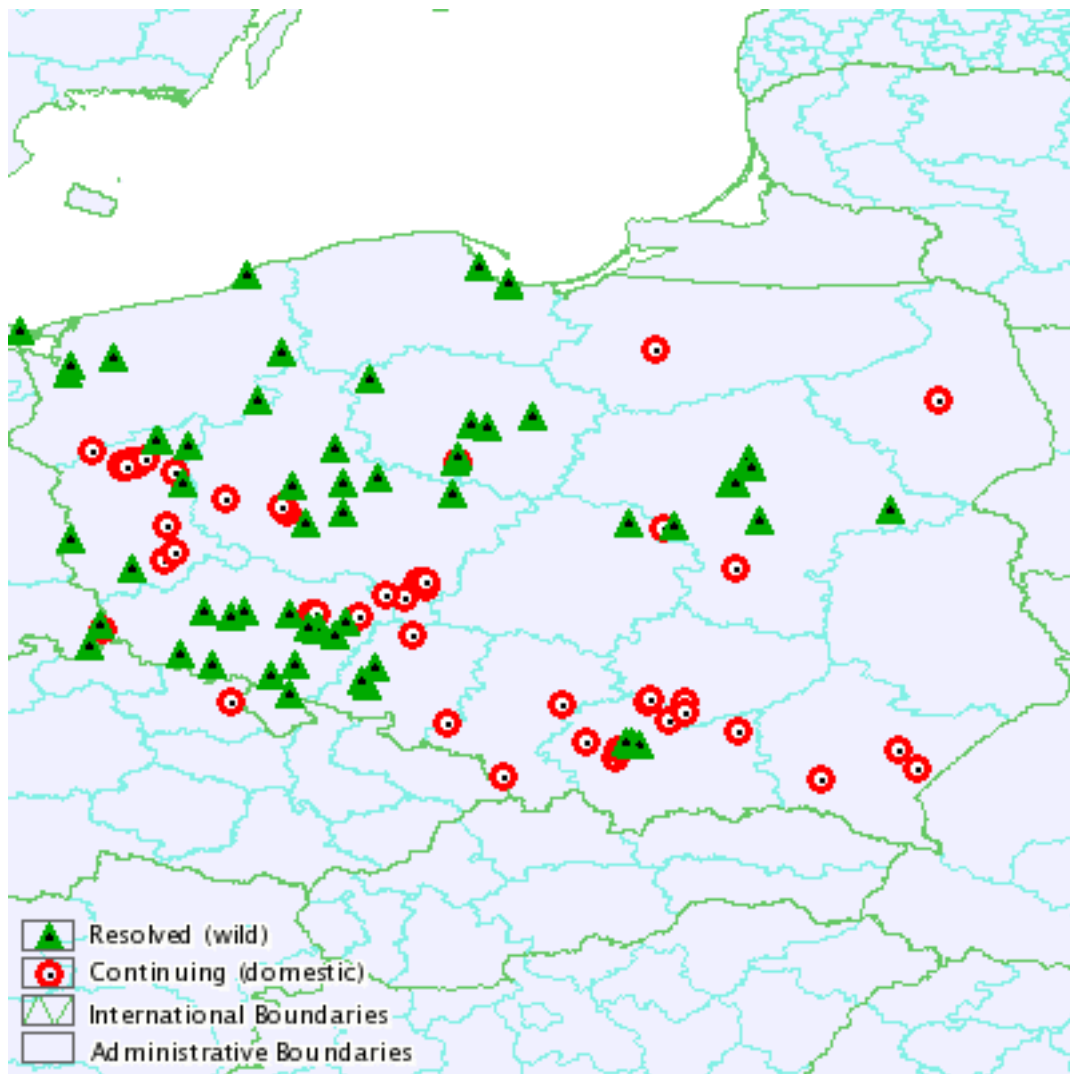 Resolved (wild)
Continuing (domestic)
International Boundaries
Administrative Boundaries